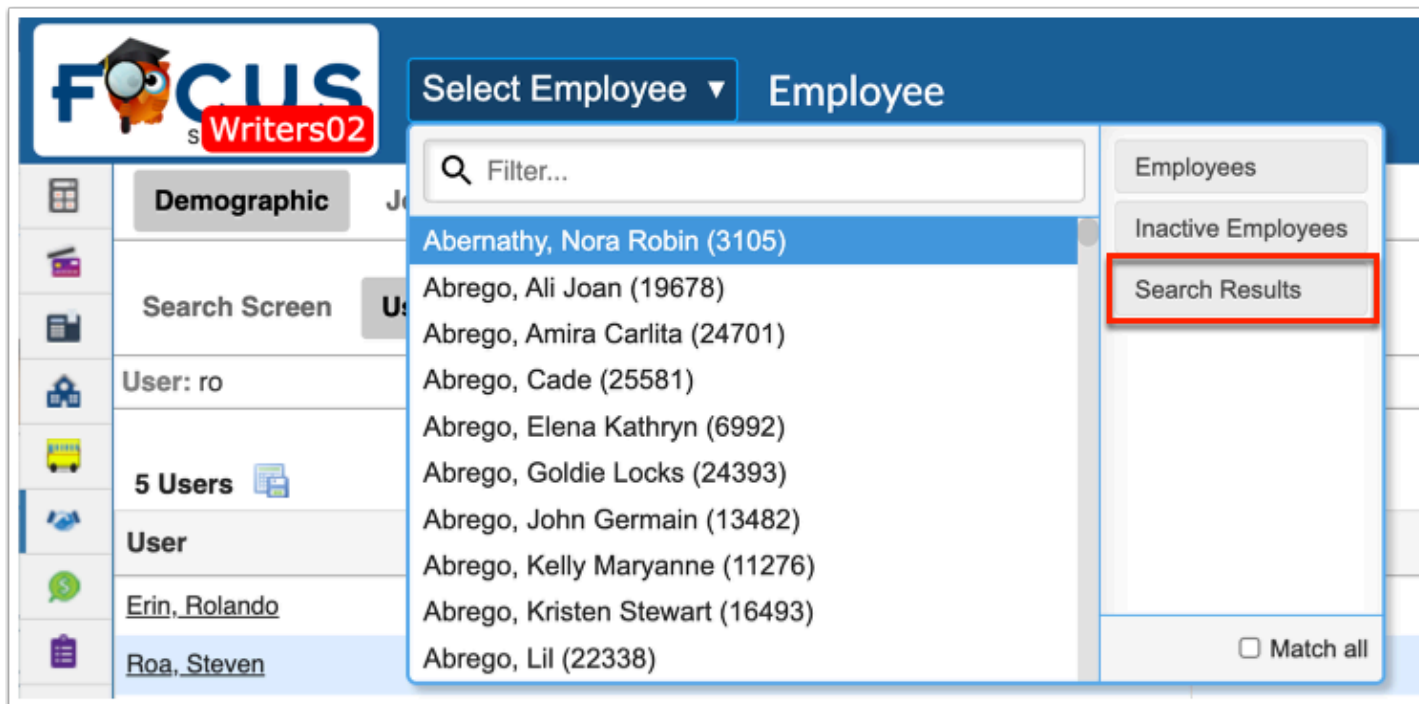 FOCUS
S
Writers02
Select Employee ▼
Employee
Filter...
Employees
Demographic
Abernathy, Nora Robin (3105)
Inactive Employees
Abrego, Ali Joan (19678)
Search Results
Search Screen
Abrego, Amira Carlita (24701)
User: ro
Abrego, Cade (25581)
Abrego, Elena Kathryn (6992)
5 Users
Abrego, Goldie Locks (24393)
Abrego, John Germain (13482)
User
Abrego, Kelly Maryanne (11276)
Erin, Rolando
Abrego, Kristen Stewart (16493)
Roa, Steven
Abrego, Lil (22338)
Match all